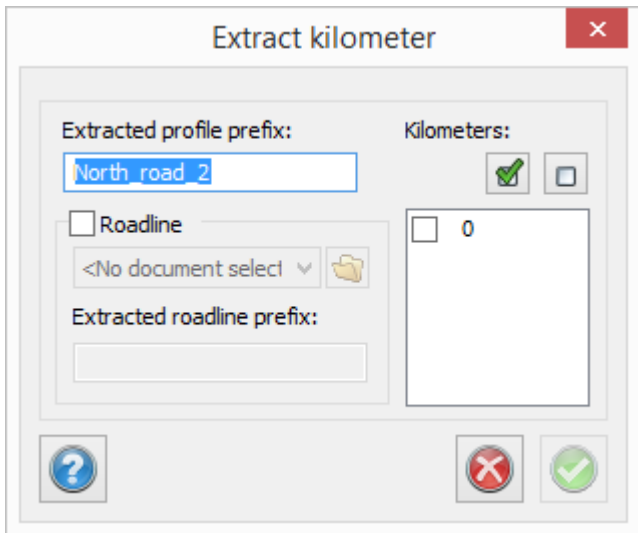 Extract kilometer
Extracted profile prefix:
North_road_2
Roadline
<No document select
Extracted roadline prefix:
Kilometers:
0